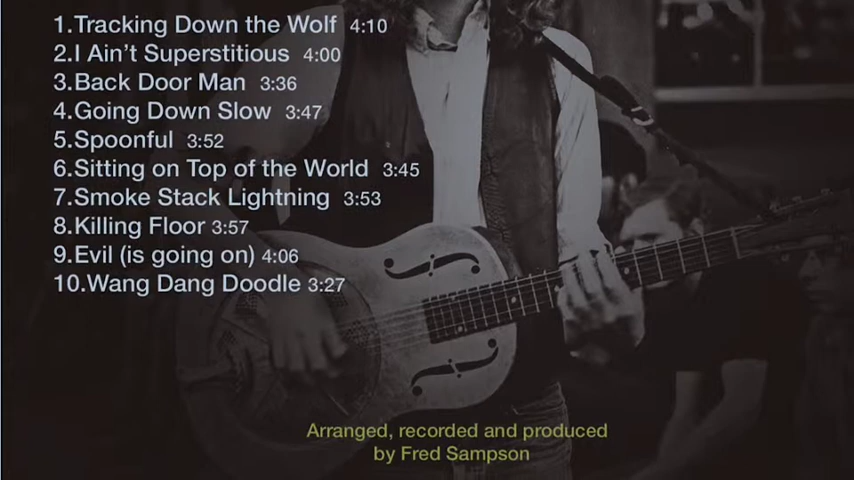 1.Tracking Down the Wolf 4:10
2.I Ain't Superstitious 4:00
3.Back Door Man 3:36
4.Going Down Slow 3:47
5.Spoonful 3:52
6.Sitting on Top of the World 3:45
7.Smoke Stack Lightning 3:53
8.Killing Floor 3:57
9.Evil (is going on) 4:06
10.Wang Dang Doodle 3:27
Arranged, recorded and produced
by Fred Sampson